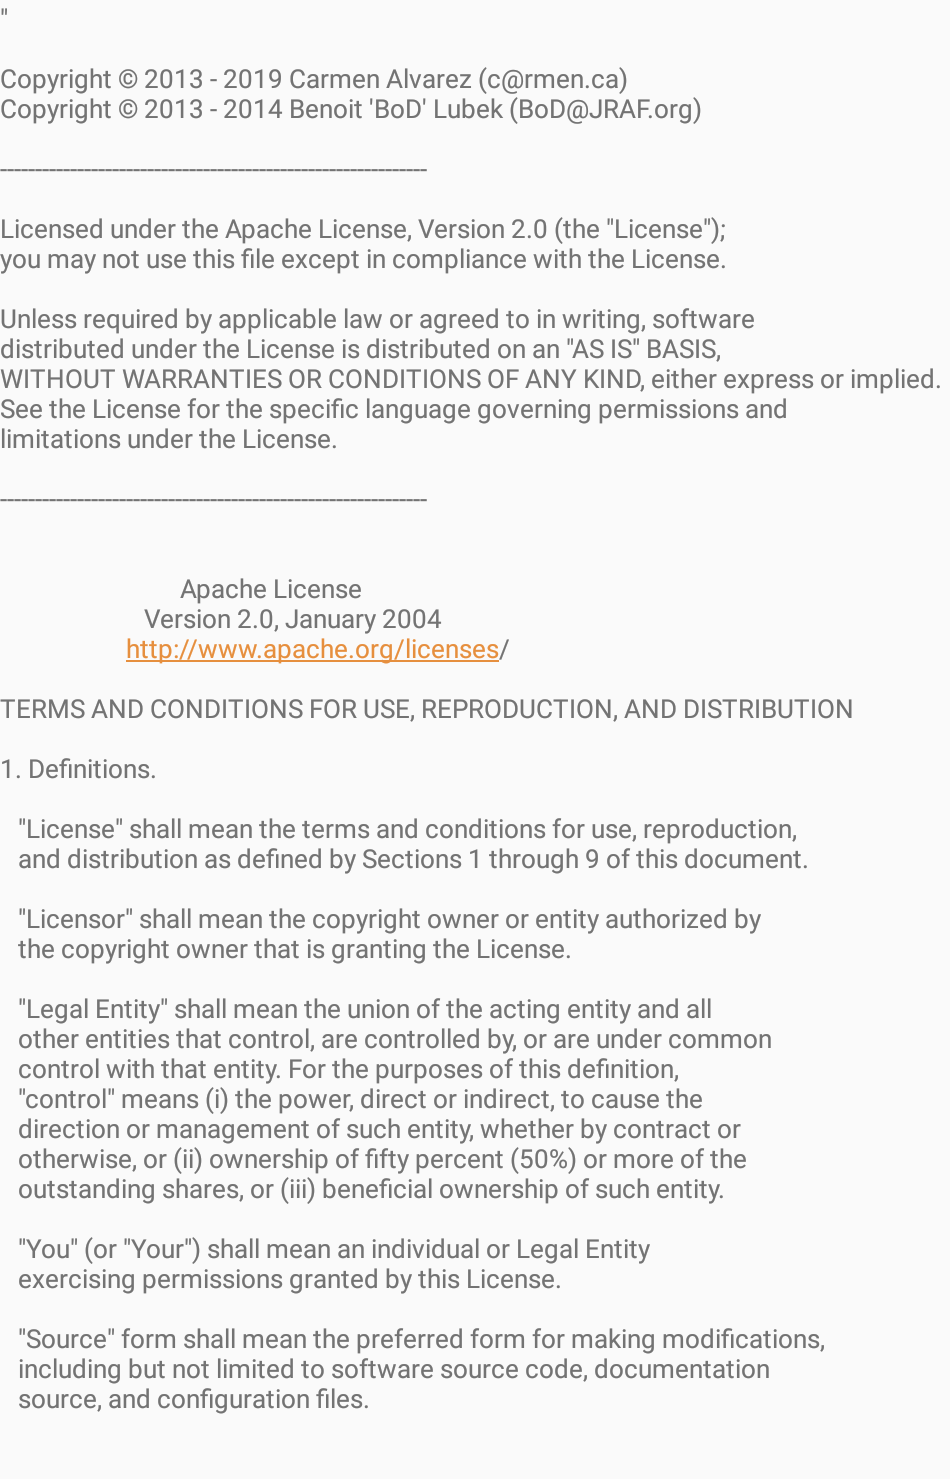 "
Copyright © 2013 - 2019 Carmen Alvarez (c@rmen.ca)
Copyright © 2013 - 2014 Benoit 'BoD' Lubek (BoD@JRAF.org)
-------------------------------------------------------------
Licensed under the Apache License, Version 2.0 (the "License");
you may not use this file except in compliance with the License.
Unless required by applicable law or agreed to in writing, software
distributed under the License is distributed on an "AS IS" BASIS,
WITHOUT WARRANTIES OR CONDITIONS OF ANY KIND, either express or implied.
See the License for the specific language governing permissions and
limitations under the License.
-------------------------------------------------------------
Apache License
Version 2.0, January 2004
http://www.apache.org/licenses/
TERMS AND CONDITIONS FOR USE, REPRODUCTION, AND DISTRIBUTION
1. Definitions.
"License" shall mean the terms and conditions for use, reproduction,
and distribution as defined by Sections 1 through 9 of this document.
"Licensor" shall mean the copyright owner or entity authorized by
the copyright owner that is granting the License.
"Legal Entity" shall mean the union of the acting entity and all
other entities that control, are controlled by, or are under common
control with that entity. For the purposes of this definition,
"control" means (i) the power, direct or indirect, to cause the
direction or management of such entity, whether by contract or
otherwise, or (ii) ownership of fifty percent (50%) or more of the
outstanding shares, or (iii) beneficial ownership of such entity.
"You" (or "Your") shall mean an individual or Legal Entity
exercising permissions granted by this License.
"Source" form shall mean the preferred form for making modifications,
including but not limited to software source code, documentation
source, and configuration files.